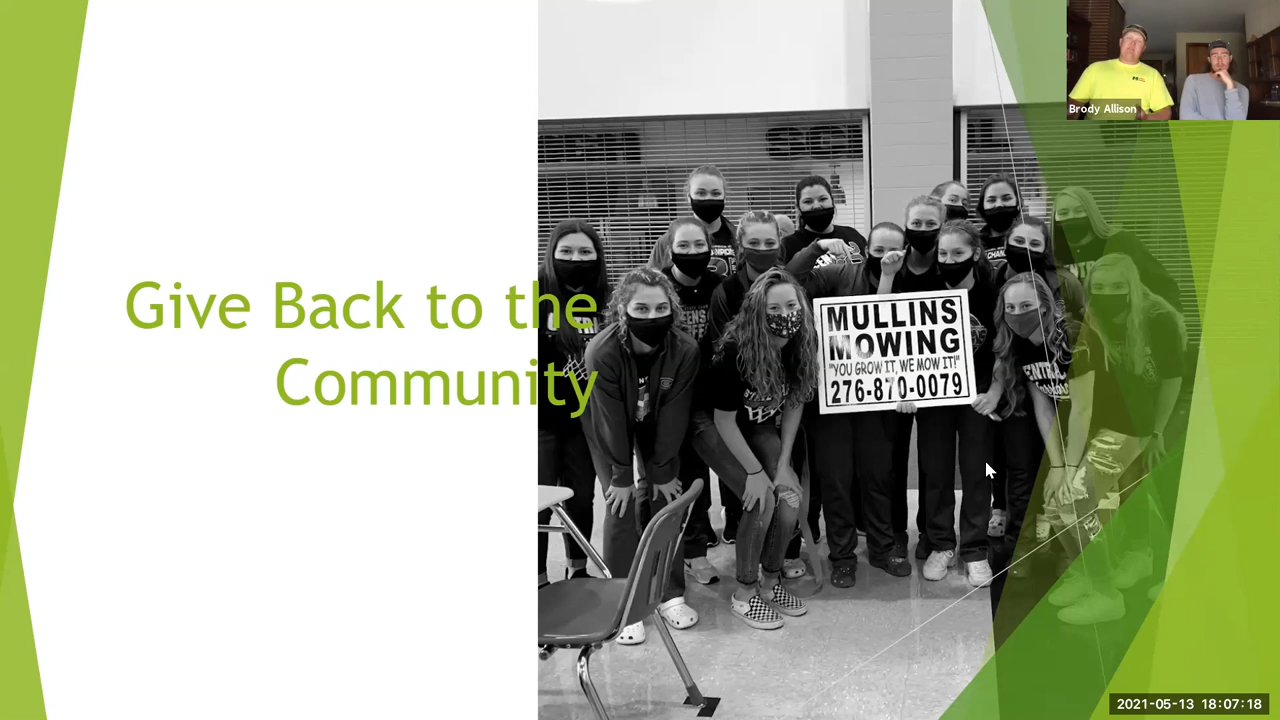 Give Back to the
Community
MULLINS
MOWING
"YOU GROW IT, WE MOW IT!"
276-870-0079
Brody Allison
2021-05-13 18:07:18